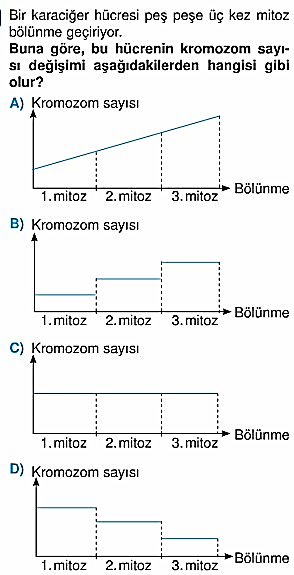 Bir karaciğer hücresi peş peşe üç kez mitoz
bölünme geçiriyor.
Buna göre, bu hücrenin kromozom sayı-
sı değişimi aşağıdakilerden hangisi gibi
olur?
A) Kromozom sayısı
Bölünme
1. mitoz 2. mitoz 3. mitoz
B) Kromozom sayısı
Bölünme
1. mitoz 2. mitoz 3. mitoz
C) Kromozom sayısı
Bölünme
1. mitoz 2. mitoz 3. mitoz
D) Kromozom sayısı
Bölünme
1. mitoz 2. mitoz 3. mitoz